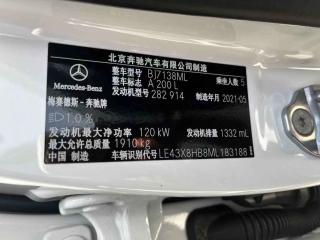 北京奔驰汽车有限公司制造
整车型号 BJ7138ML 乘坐人数 5
整车标志 A 200 L
发动机型号 282 914 制造年月 2021-05
Mercedes-Benz
梅赛德斯-奔驰牌
1.0%
发动机最大净功率 120 kW 发动机排量 1332 mL
最大允许总质量 1910 kg
中国 制造 车辆识别代号 LE43X8HB8ML183188